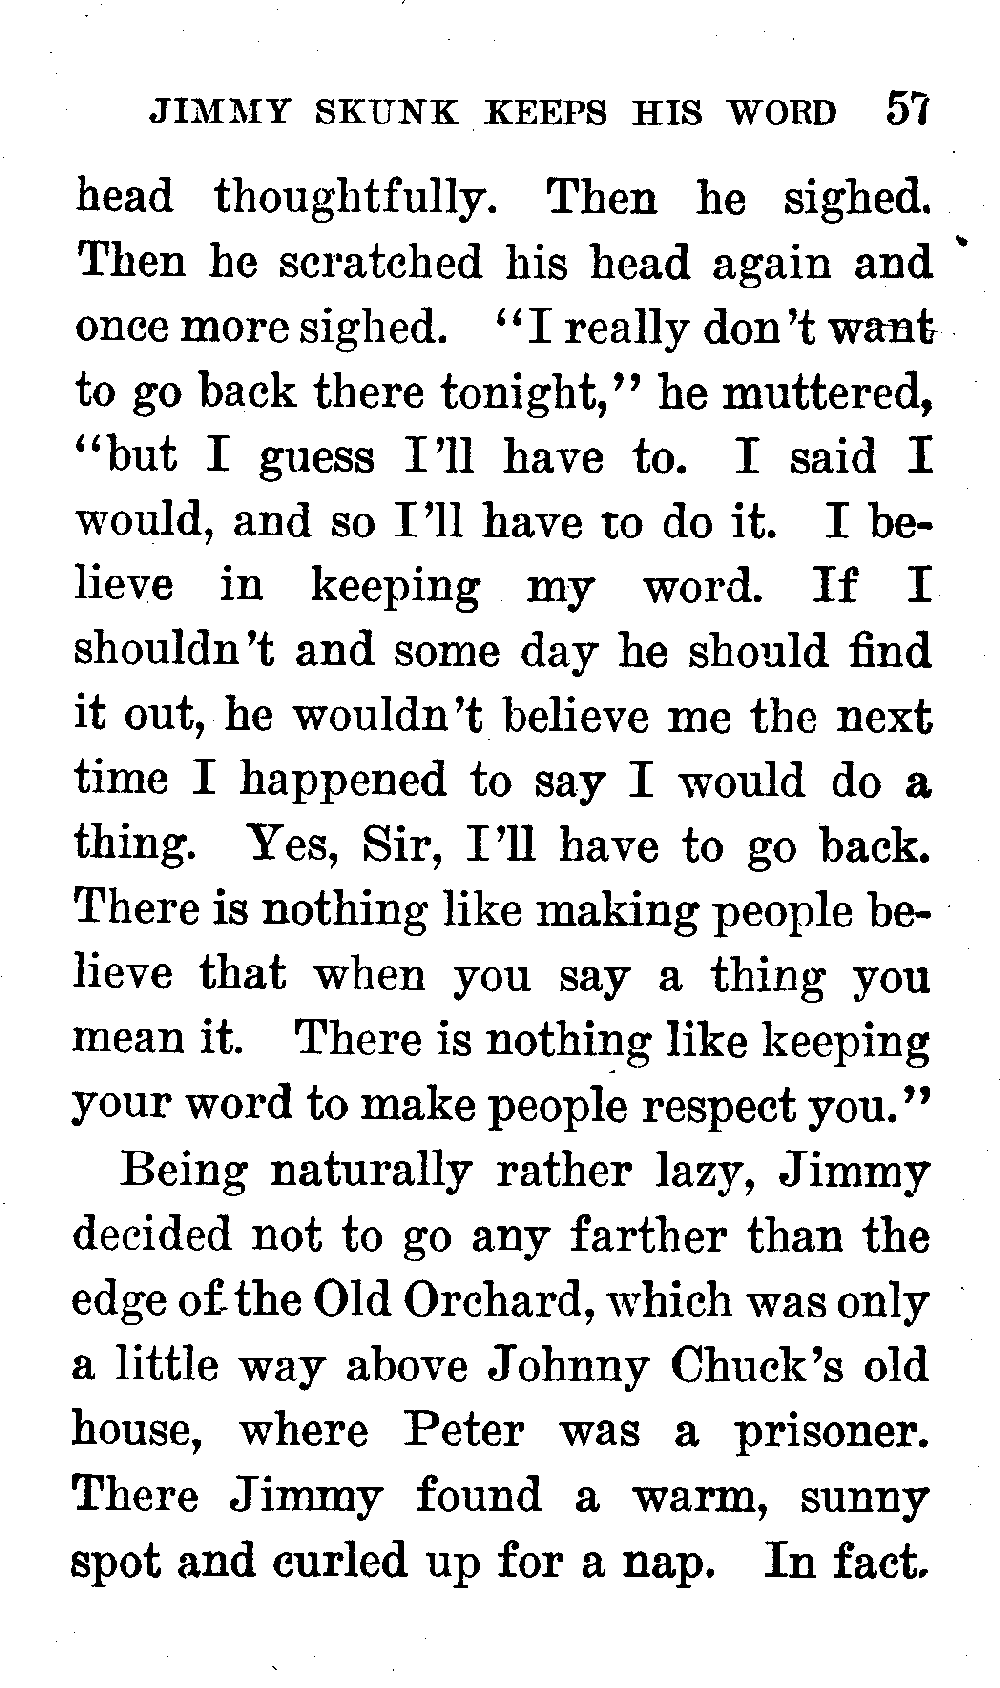 JIMMY SKUNK KEEPS HIS WORD 57
head thoughtfully. Then he sighed.
Then he scratched his head again and
once more sighed. “I really don’t want
to go back there tonight,” he muttered,
“but I guess I’ll have to. I said I
would, and so I’ll have to do it. I be-
lieve in keeping my word. If I
shouldn’t and some day he should find
it out, he wouldn’t believe me the next
time I happened to say I would do a
thing. Yes, Sir, I’ll have to go back.
There is nothing like making people be-
lieve that when you say a thing you
mean it. There is nothing like keeping
your word to make people respect you.”
Being naturally rather lazy, Jimmy
decided not to go any farther than the
edge of the Old Orchard, which was only
a little way above Johnny Chuck’s old
house, where Peter was a prisoner.
There Jimmy found a warm, sunny
spot and curled up for a nap. In fact,